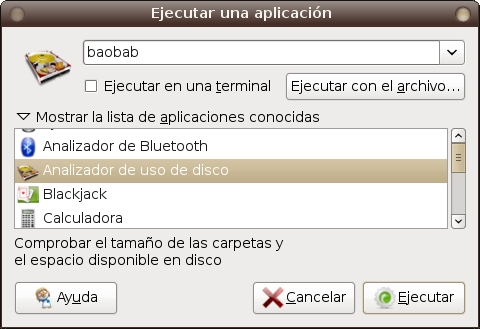 Ejecutar una aplicación
baobab
Ejecutar en una terminal
Ejecutar con el archivo...
Mostrar la lista de aplicaciones conocidas
Analizador de Bluetooth
Analizador de uso de disco
Blackjack
Calculadora
Comprobar el tamaño de las carpetas y
el espacio disponible en disco
Ayuda
Cancelar
Ejecutar